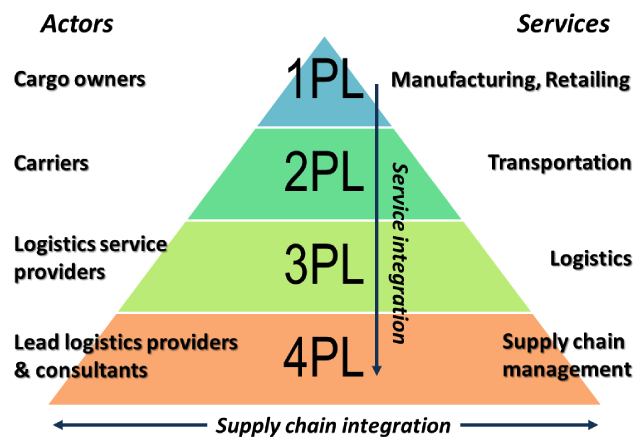 Actors
Services
Cargo owners
1PL
Manufacturing, Retailing
Carriers
2PL
Transportation
Service integration
Logistics service
providers
3PL
Logistics
Lead logistics providers
& consultants
4PL
Supply chain
management
Supply chain integration